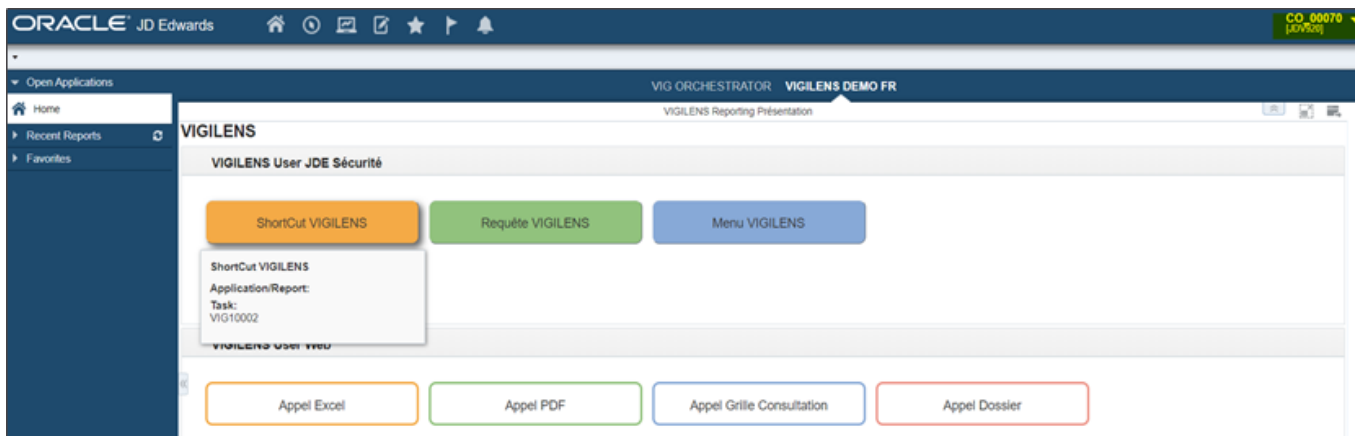 ORACLE JD Edwards
CO_00070
[JDV920]
Open Applications
VIG ORCHESTRATOR VIGILENS DEMO FR
Home
VIGILENS Reporting Présentation
Recent Reports
VIGILENS
Favorites
VIGILENS User JDE Sécurité
ShortCut VIGILENS
Requête VIGILENS
Menu VIGILENS
ShortCut VIGILENS
Application/Report:
Task:
VIG10002
VIGILENS User Web
Appel Excel
Appel PDF
Appel Grille Consultation
Appel Dossier